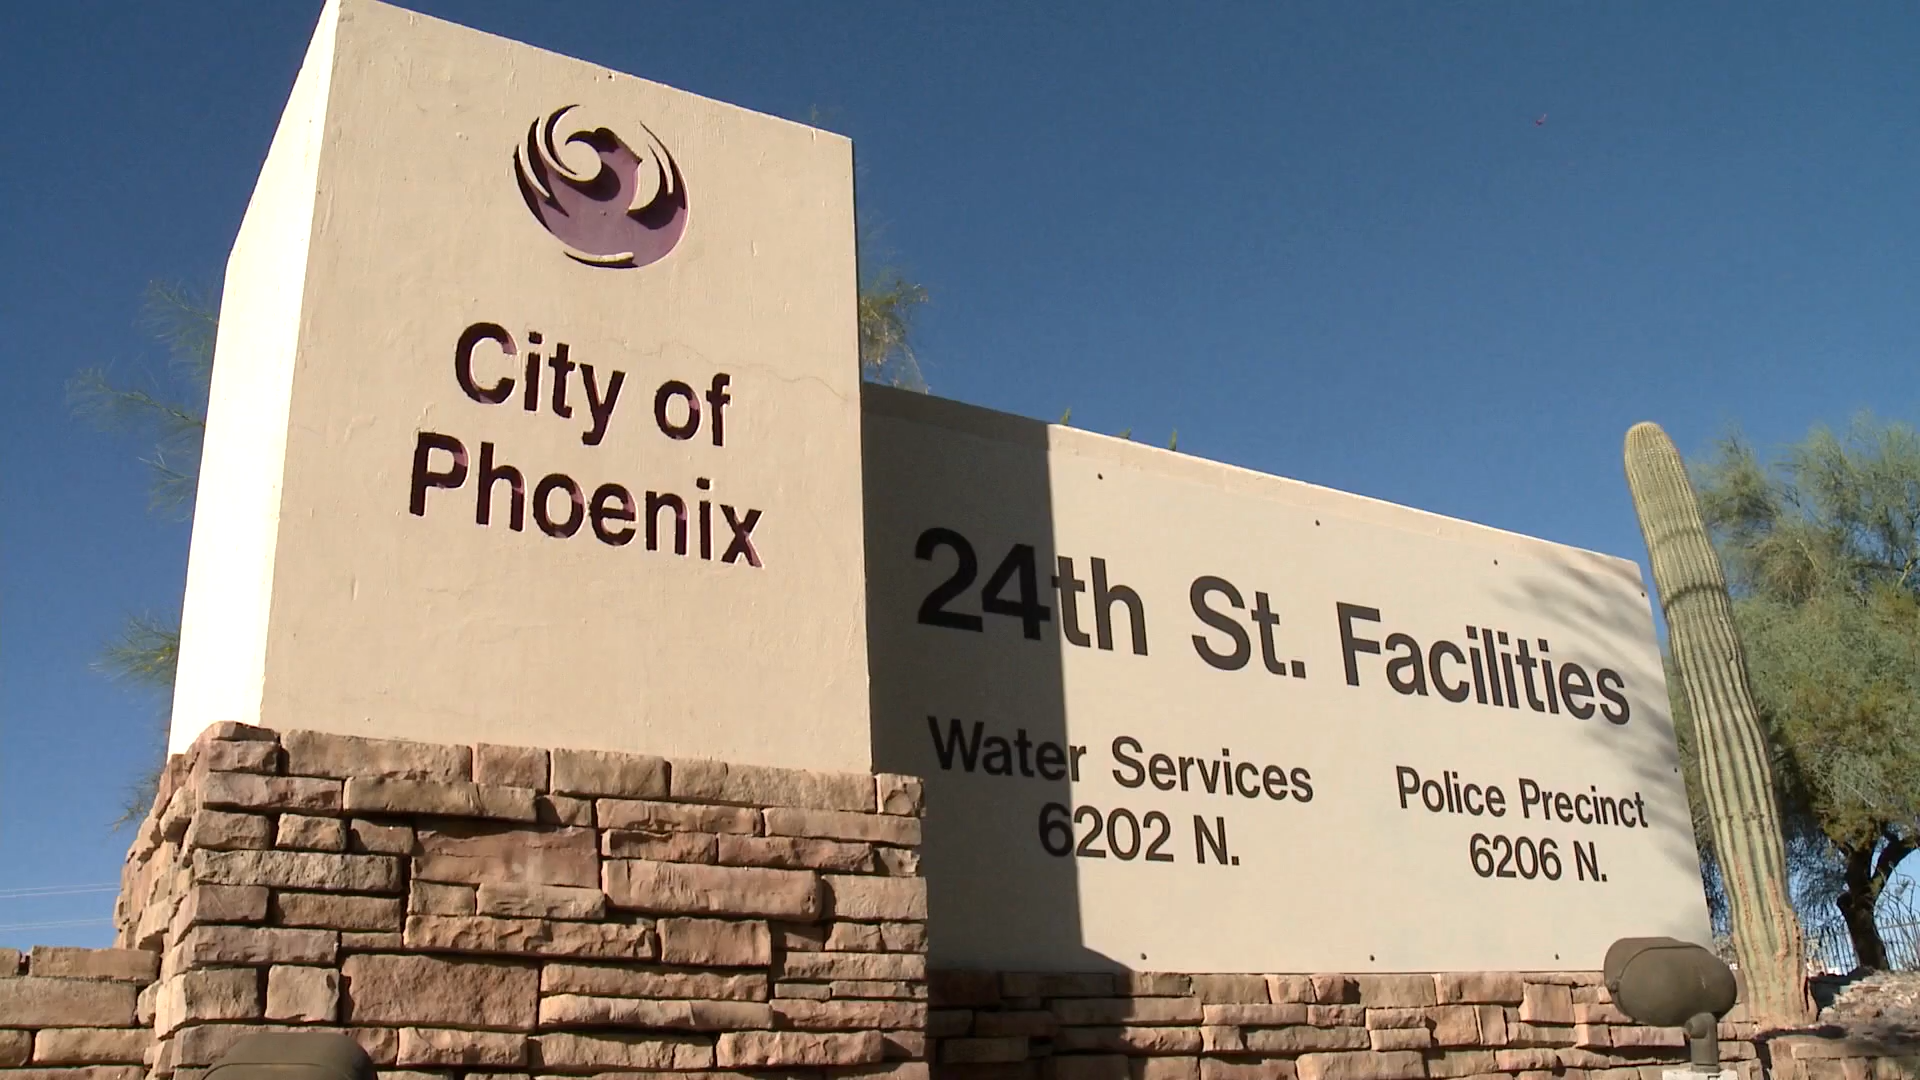 City of
Phoenix
24th St. Facilities
Water Services
6202 N.
Police Precinct
6206 N.